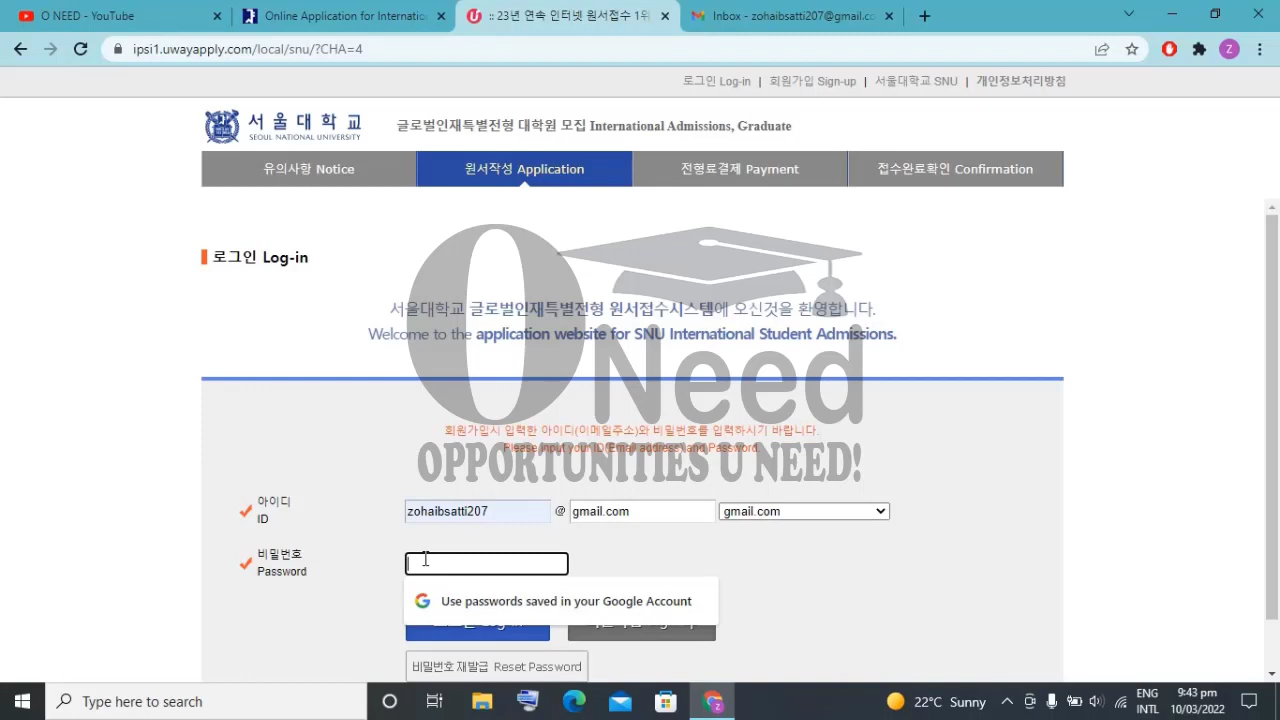 O NEED - YouTube
Online Application for Internatio
:: 23년 연속 인터넷 원서접수 1위
Inbox - zohaibsatti207@gmail.co
ipsi1.uwayapply.com/local/snu/?CHA=4
Z
로그인 Log-in | 회원가입 Sign-up | 서울대학교 SNU | 개인정보처리방침
서울대학교
SEOUL NATIONAL UNIVERSITY
글로벌인재특별전형 대학원 모집 International Admissions, Graduate
유의사항 Notice
원서작성 Application
전형료결제 Payment
접수완료확인 Confirmation
로그인 Log-in
서울대학교 글로벌인재특별전형 원서접수시스템에 오신것을 환영합니다.
Welcome to the application website for SNU International Student Admissions.
ONeed
회원가입시 입력한 아이디(이메일주소)와 비밀번호를 입력하시기 바랍니다.
Please input your ID(Email address) and Password.
OPPORTUNITIES U NEED!
아이디
ID
zohaibsatti207 @ gmail.com gmail.com
비밀번호
Password
Use passwords saved in your Google Account
비밀번호 재발급 Reset Password
Type here to search
22°C Sunny
ENG
INTL
9:43 pm
10/03/2022